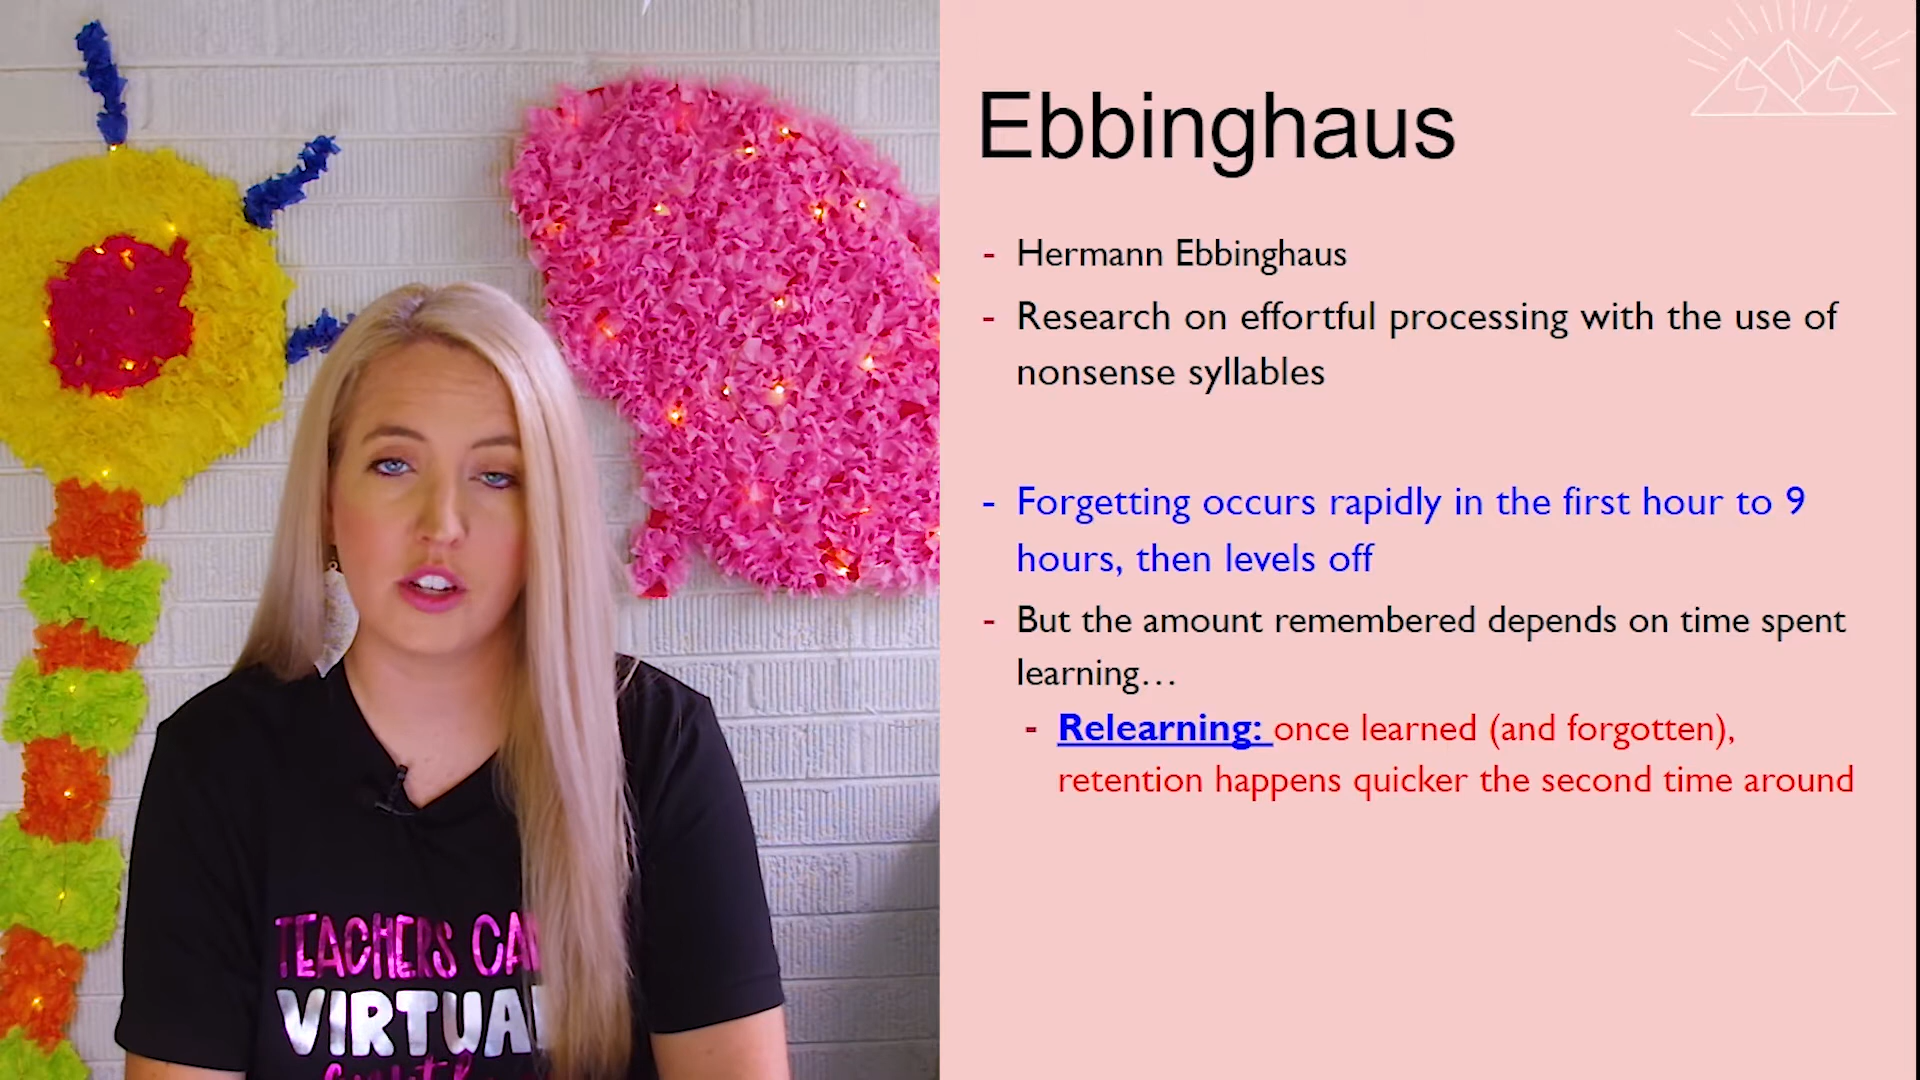 Ebbinghaus
- Hermann Ebbinghaus
- Research on effortful processing with the use of
nonsense syllables
- Forgetting occurs rapidly in the first hour to 9
hours, then levels off
- But the amount remembered depends on time spent
learning…
- Relearning: once learned (and forgotten),
retention happens quicker the second time around
TEACHERS CA
VIRTUA